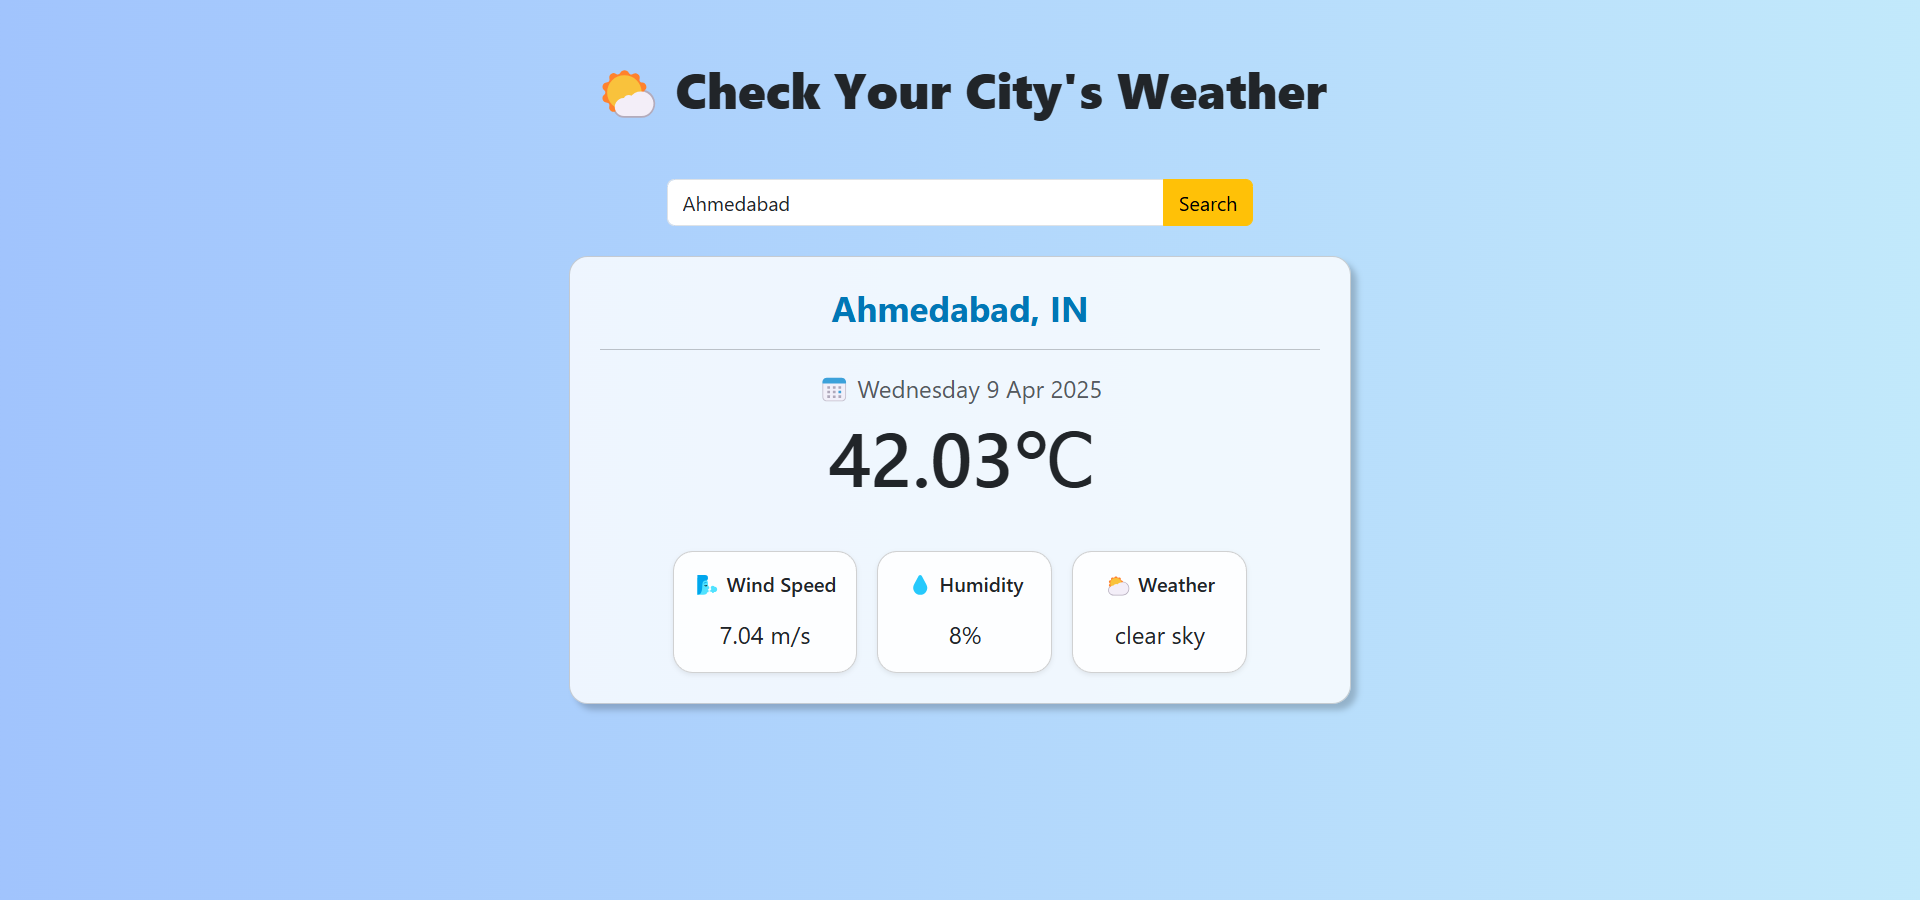 Check Your City's Weather
Ahmedabad
Search
Ahmedabad, IN
Wednesday 9 Apr 2025
42.03°C
Wind Speed
7.04 m/s
Humidity
8%
Weather
clear sky